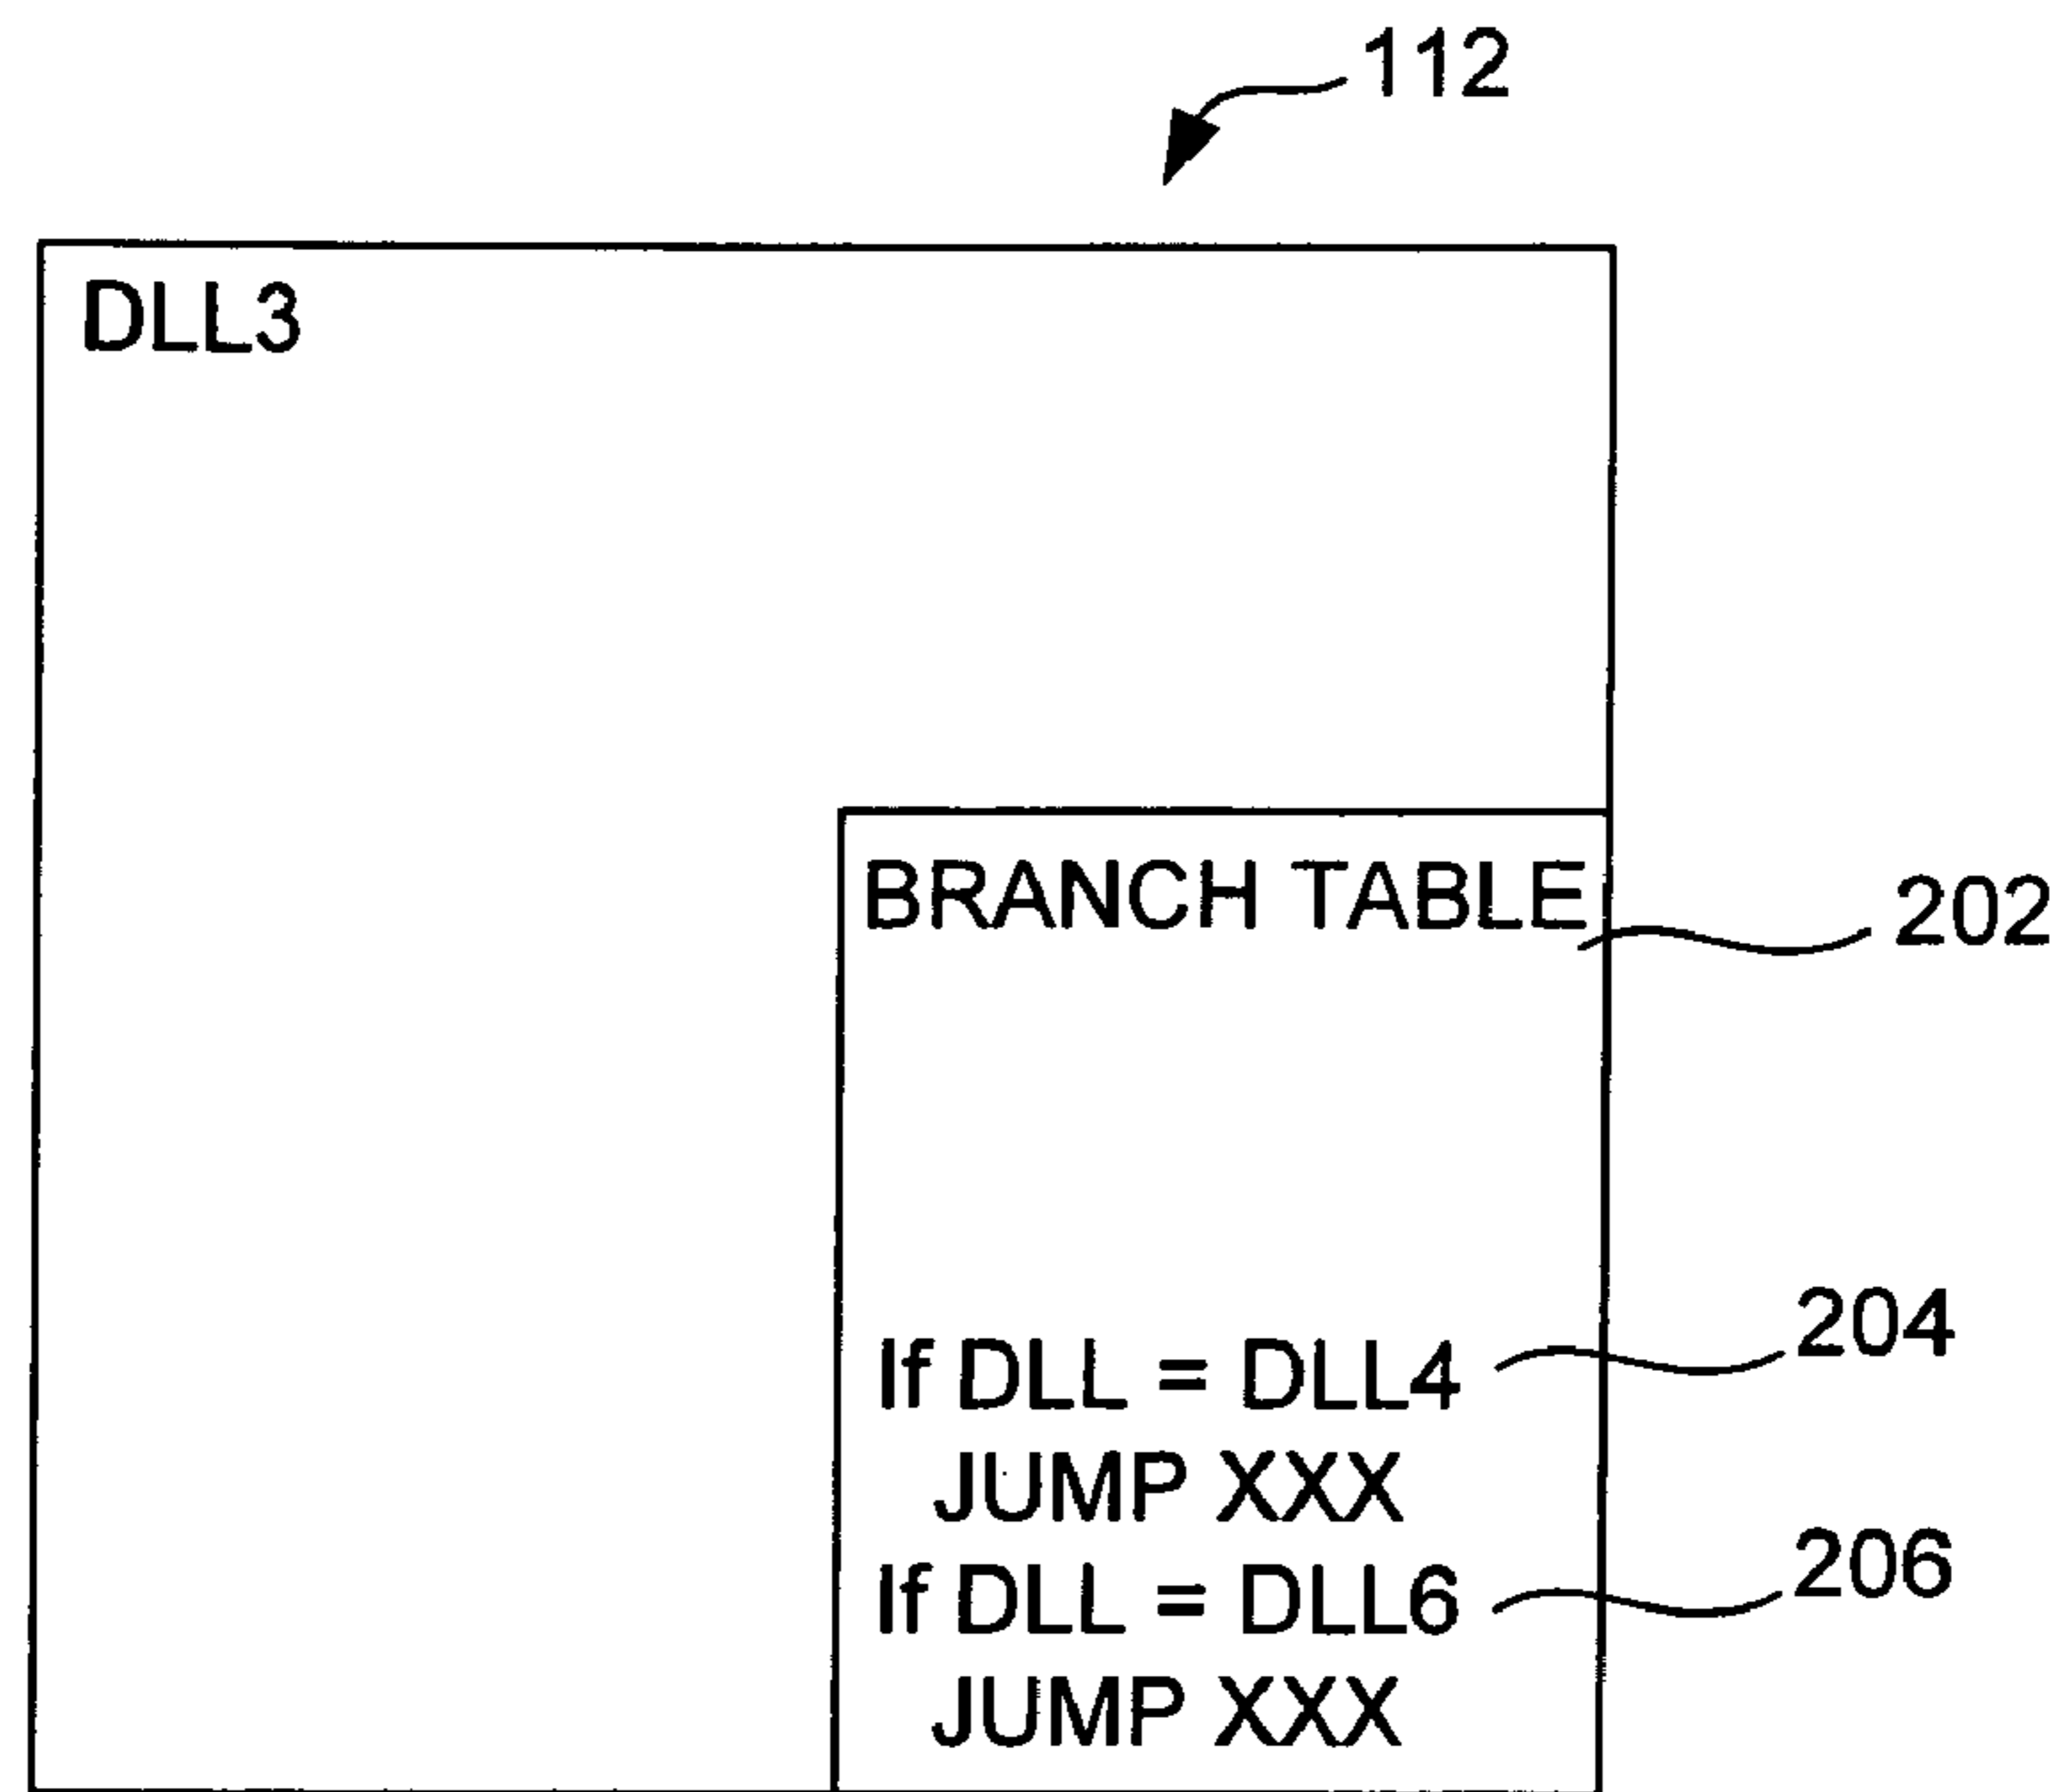 112
DLL3
BRANCH TABLE
202
If DLL = DLL4
204
JUMP XXX
If DLL = DLL6
206
JUMP XXX